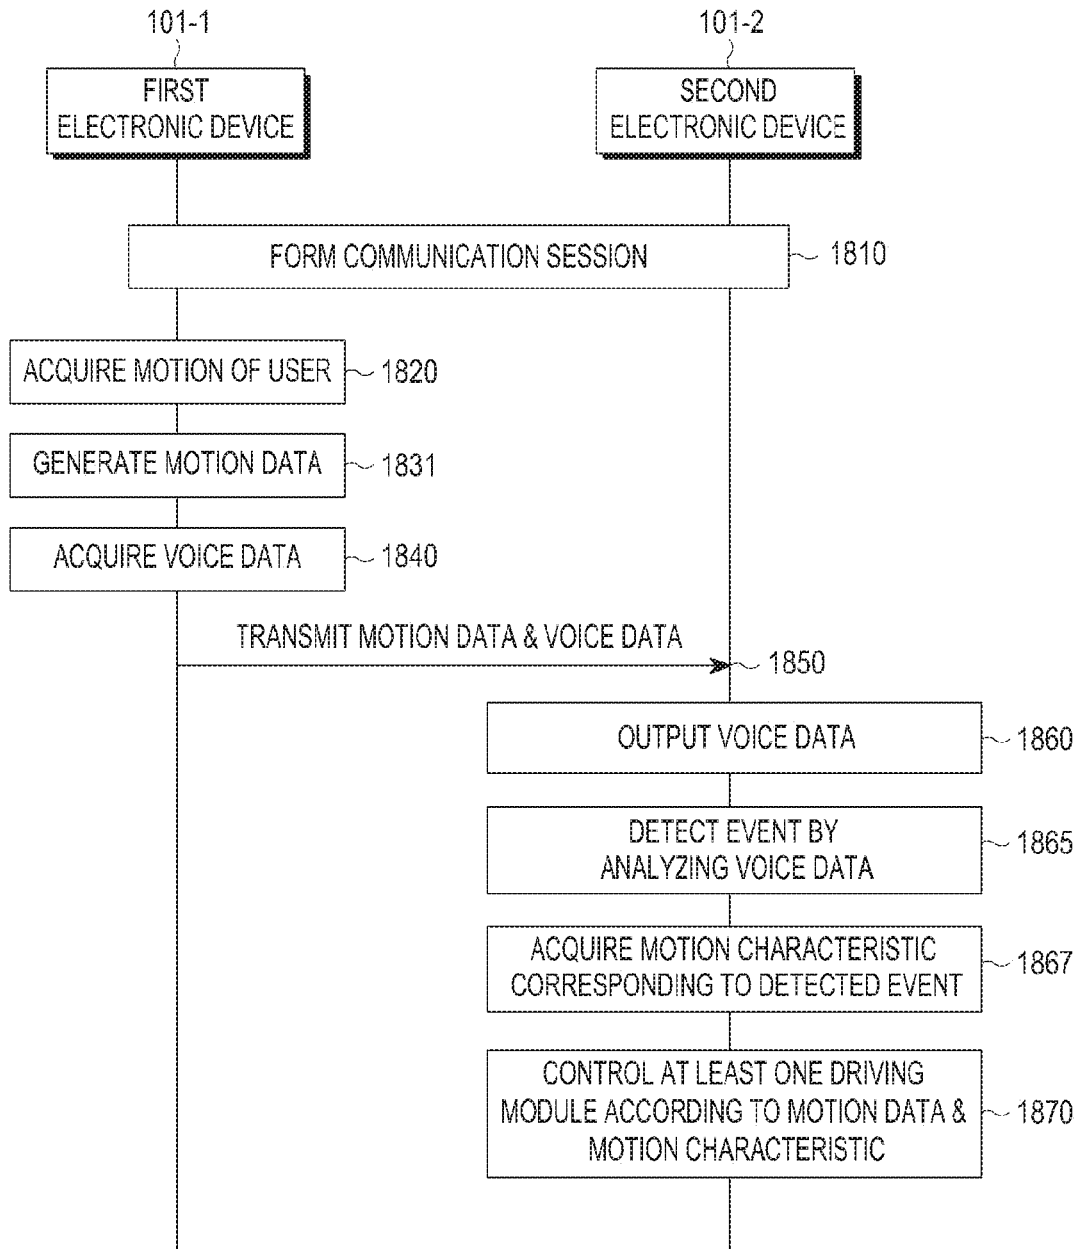 101-1
101-2
FIRST
ELECTRONIC DEVICE
SECOND
ELECTRONIC DEVICE
FORM COMMUNICATION SESSION
1810
ACQUIRE MOTION OF USER
1820
GENERATE MOTION DATA
1831
ACQUIRE VOICE DATA
1840
TRANSMIT MOTION DATA & VOICE DATA
1850
OUTPUT VOICE DATA
1860
DETECT EVENT BY
ANALYZING VOICE DATA
1865
ACQUIRE MOTION CHARACTERISTIC
CORRESPONDING TO DETECTED EVENT
1867
CONTROL AT LEAST ONE DRIVING
MODULE ACCORDING TO MOTION DATA &
MOTION CHARACTERISTIC
1870